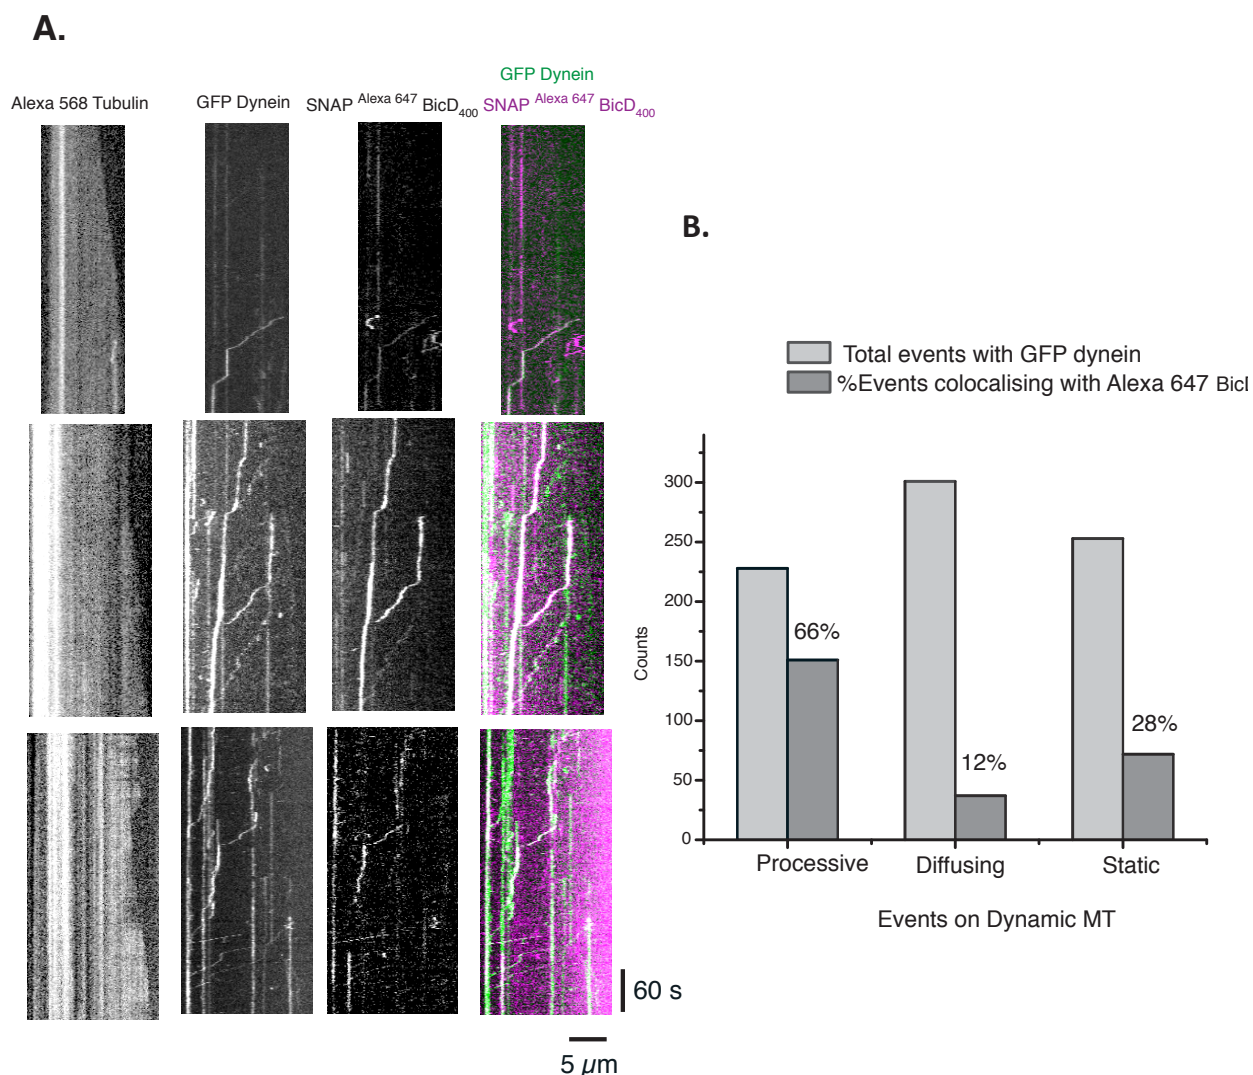 A.
GFP Dynein
Alexa 568 Tubulin
GFP Dynein
SNAP Alexa 647 BicD400
SNAP Alexa 647 BicD400
B.
Total events with GFP dynein
%Events colocalising with Alexa 647
Counts
300
250
200
150
100
50
0
66%
12%
28%
Processive
Diffusing
Static
Events on Dynamic MT
60 s
5 µm